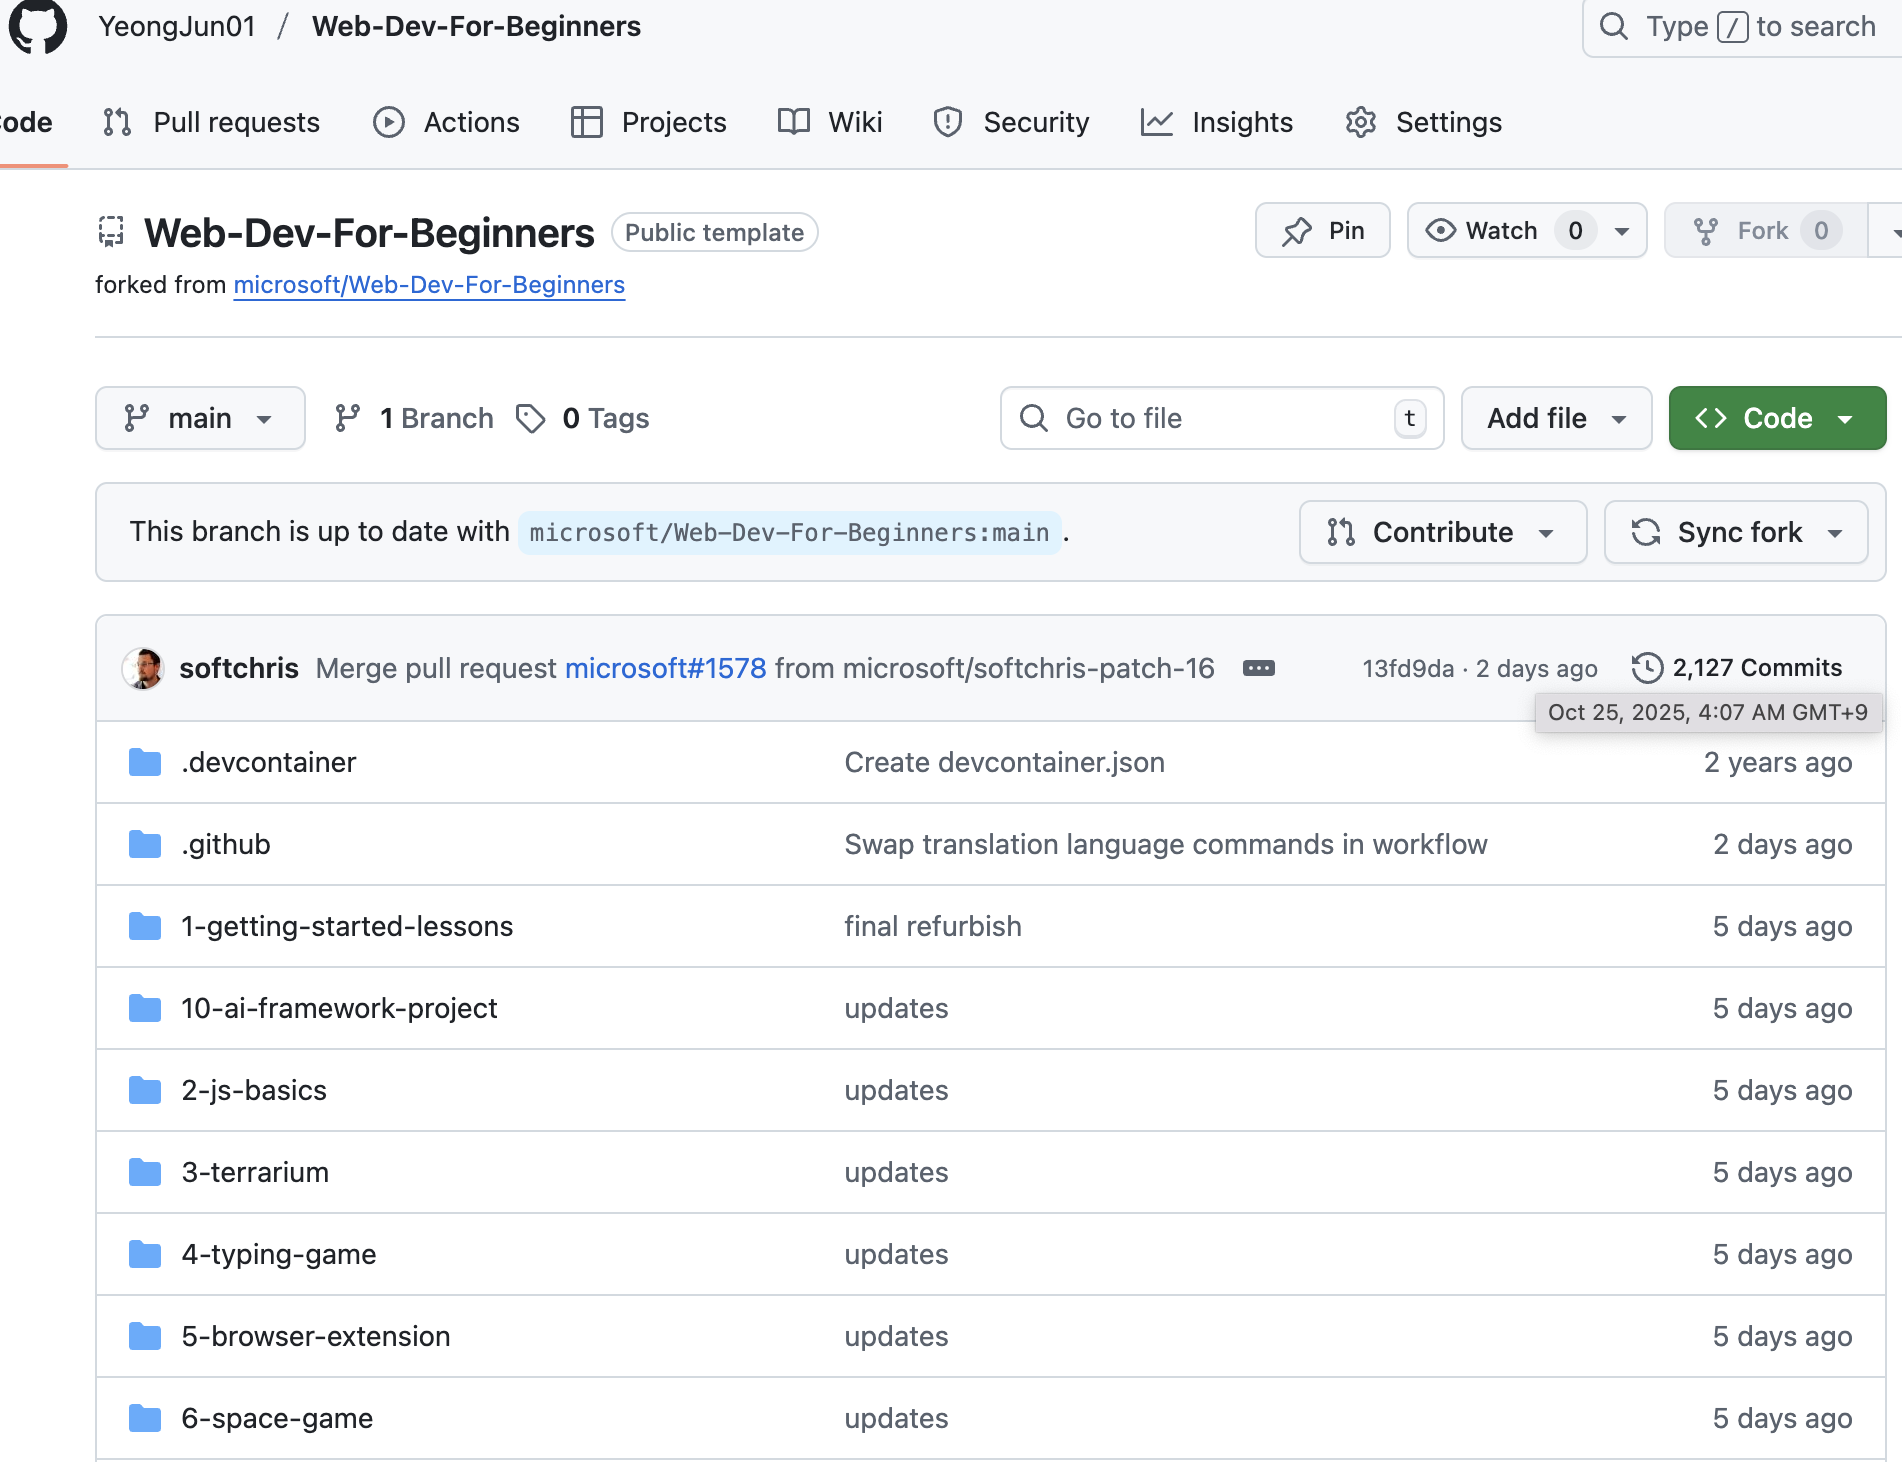 YeongJun01 / Web-Dev-For-Beginners
Type / to search
ode Pull requests Actions Projects Wiki Security Insights Settings
Web-Dev-For-Beginners Public template
Pin Watch 0 Fork 0
forked from microsoft/Web-Dev-For-Beginners
main 1 Branch 0 Tags
Go to file t Add file Code
This branch is up to date with microsoft/Web-Dev-For-Beginners:main.
Contribute Sync fork
softchris Merge pull request microsoft#1578 from microsoft/softchris-patch-16 13fd9da · 2 days ago 2,127 Commits
Oct 25, 2025, 4:07 AM GMT+9
.devcontainer Create devcontainer.json 2 years ago
.github Swap translation language commands in workflow 2 days ago
1-getting-started-lessons final refurbish 5 days ago
10-ai-framework-project updates 5 days ago
2-js-basics updates 5 days ago
3-terrarium updates 5 days ago
4-typing-game updates 5 days ago
5-browser-extension updates 5 days ago
6-space-game updates 5 days ago